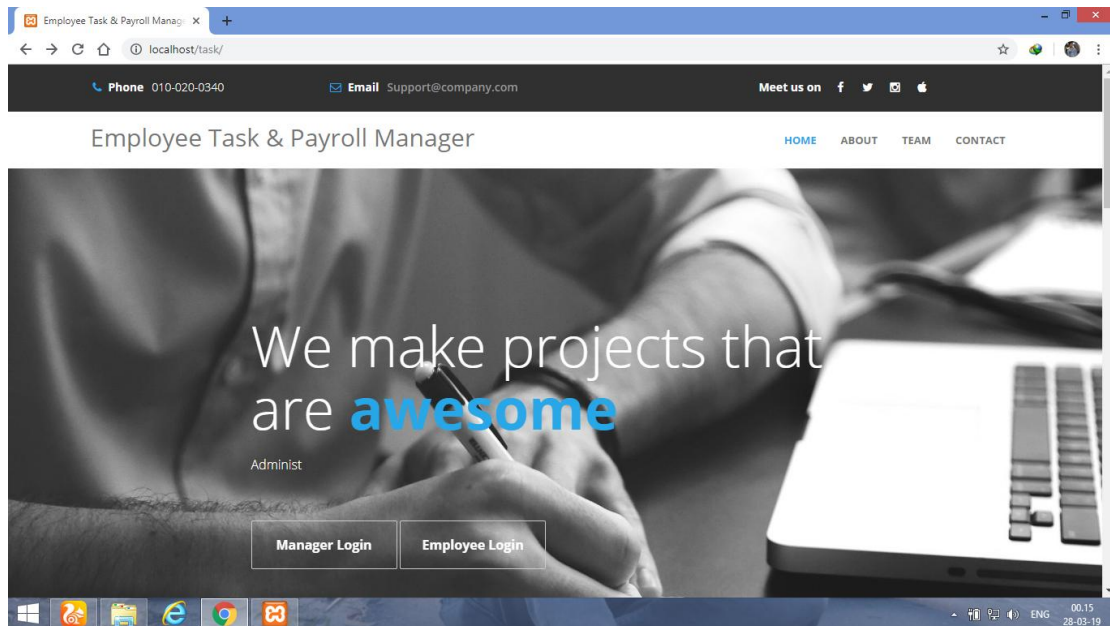 Employee Task & Payroll Manag
localhost/task/
Phone 010-020-0340
Email Support@company.com
Meet us on
Employee Task & Payroll Manager
HOME ABOUT TEAM CONTACT
We make projects that
are awesome
Administ
Manager Login
Employee Login
ENG
00.15
28-03-19